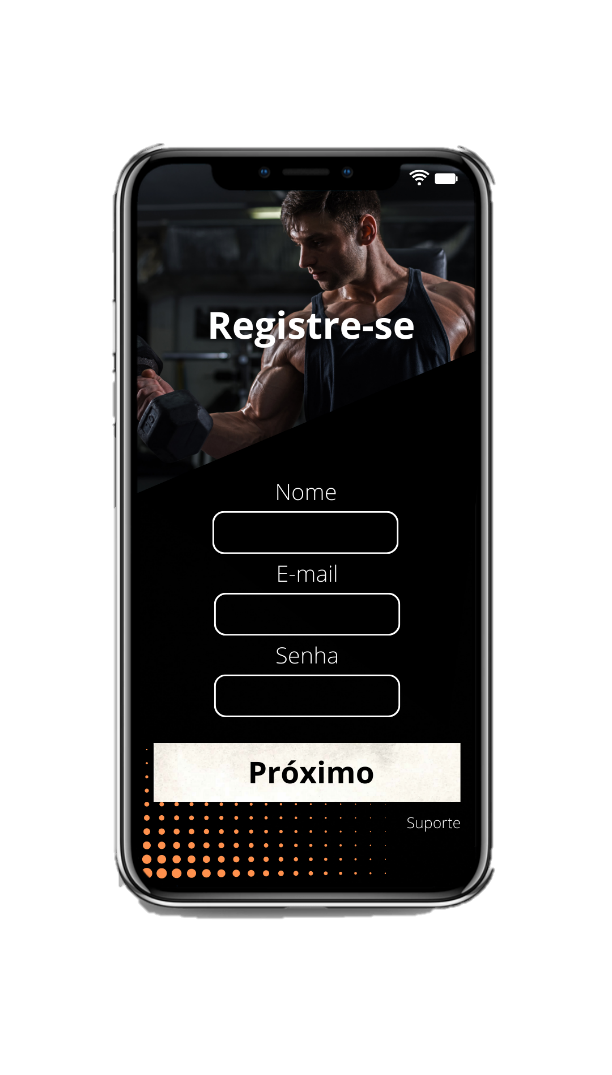 Registre-se
Nome
E-mail
Senha
Próximo
Suporte